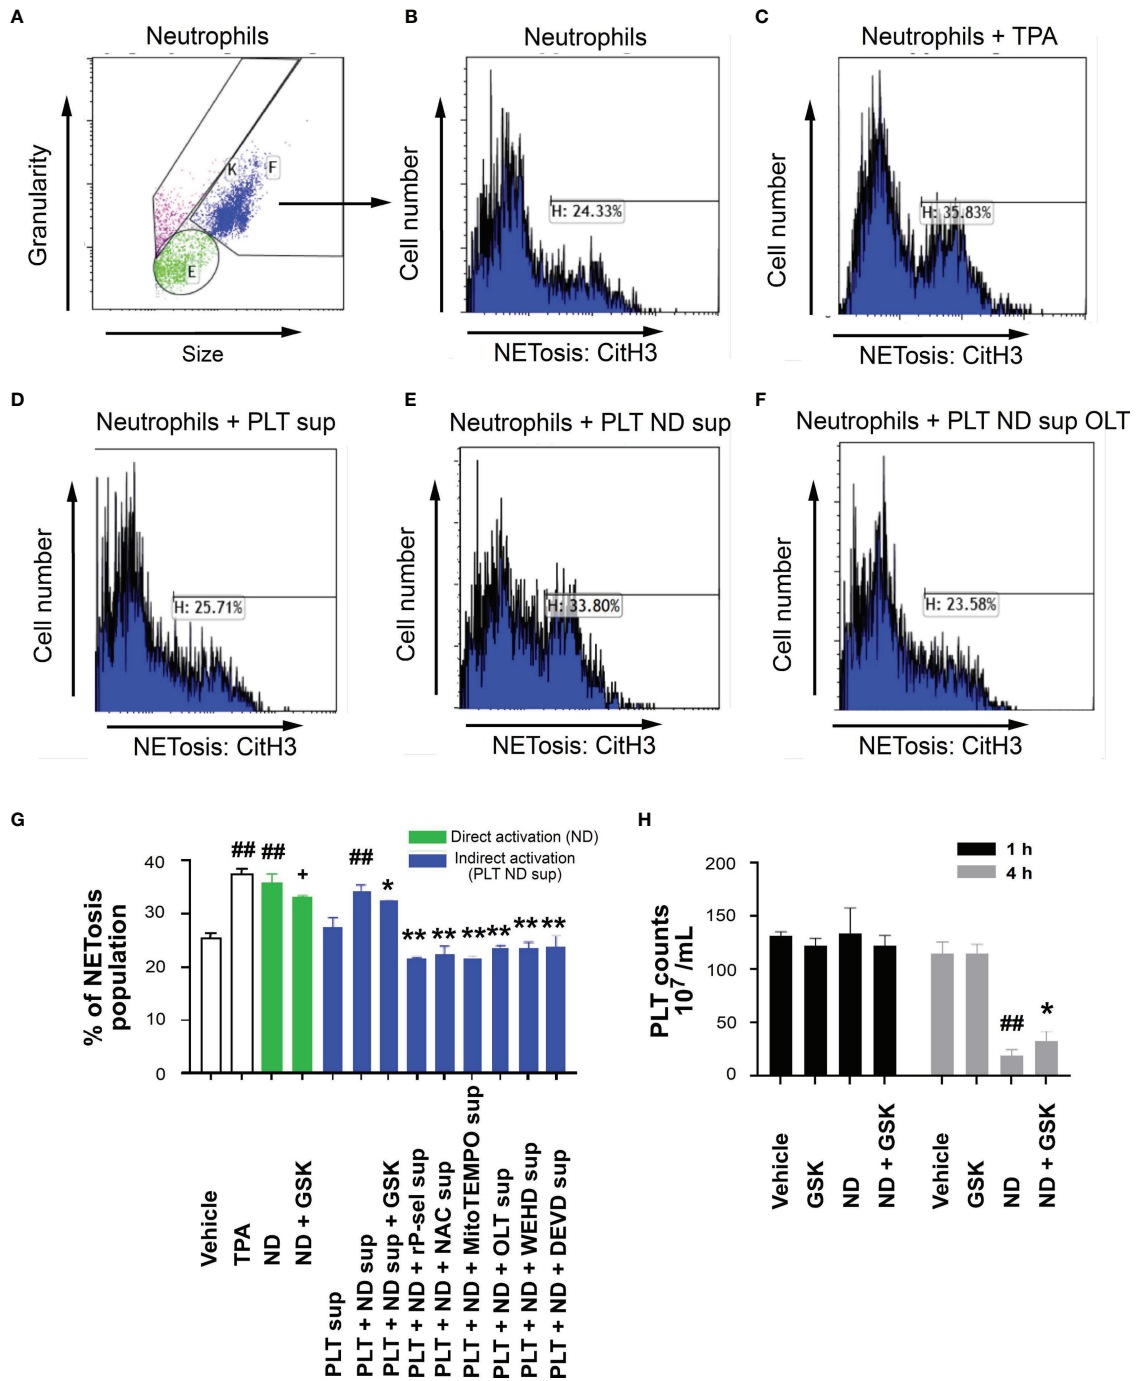 A
Neutrophils
Granularity
K
F
E
Size
B
Neutrophils
Cell number
H: 24.33%
NETosis: CitH3
C
Neutrophils + TPA
Cell number
H: 35.83%
NETosis: CitH3
D
Neutrophils + PLT sup
Cell number
H: 25.71%
NETosis: CitH3
E
Neutrophils + PLT ND sup
Cell number
H: 33.80%
NETosis: CitH3
F
Neutrophils + PLT ND sup OLT
Cell number
H: 23.58%
NETosis: CitH3
G
Direct activation (ND)
Indirect activation
(PLT ND sup)
% of NETosis
population
40
30
20
10
0
##
##
+
##
*
**
**
**
**
**
**
Vehicle
TPA
ND
ND + GSK
PLT sup
PLT + ND sup
PLT + ND sup + GSK
PLT + ND + rP-sel sup
PLT + ND + NAC sup
PLT + ND + MitoTEMPO sup
PLT + ND + OLT sup
PLT + ND + WEHD sup
PLT + ND + DEVD sup
H
1 h
4 h
PLT counts
10⁷ /mL
200
150
100
50
0
##
*
Vehicle
GSK
ND
ND + GSK
Vehicle
GSK
ND
ND + GSK